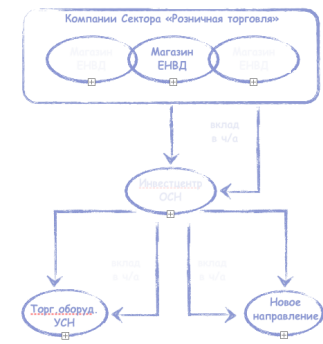 Компании Сектора «Розничная торговля»
Магазин ЕНВД
Магазин ЕНВД
Магазин ЕНВД
вклад в ч/а
Инвестцентр ОСН
вклад в ч/а
вклад в ч/а
Торг.оборуд. УСН
Новое направление